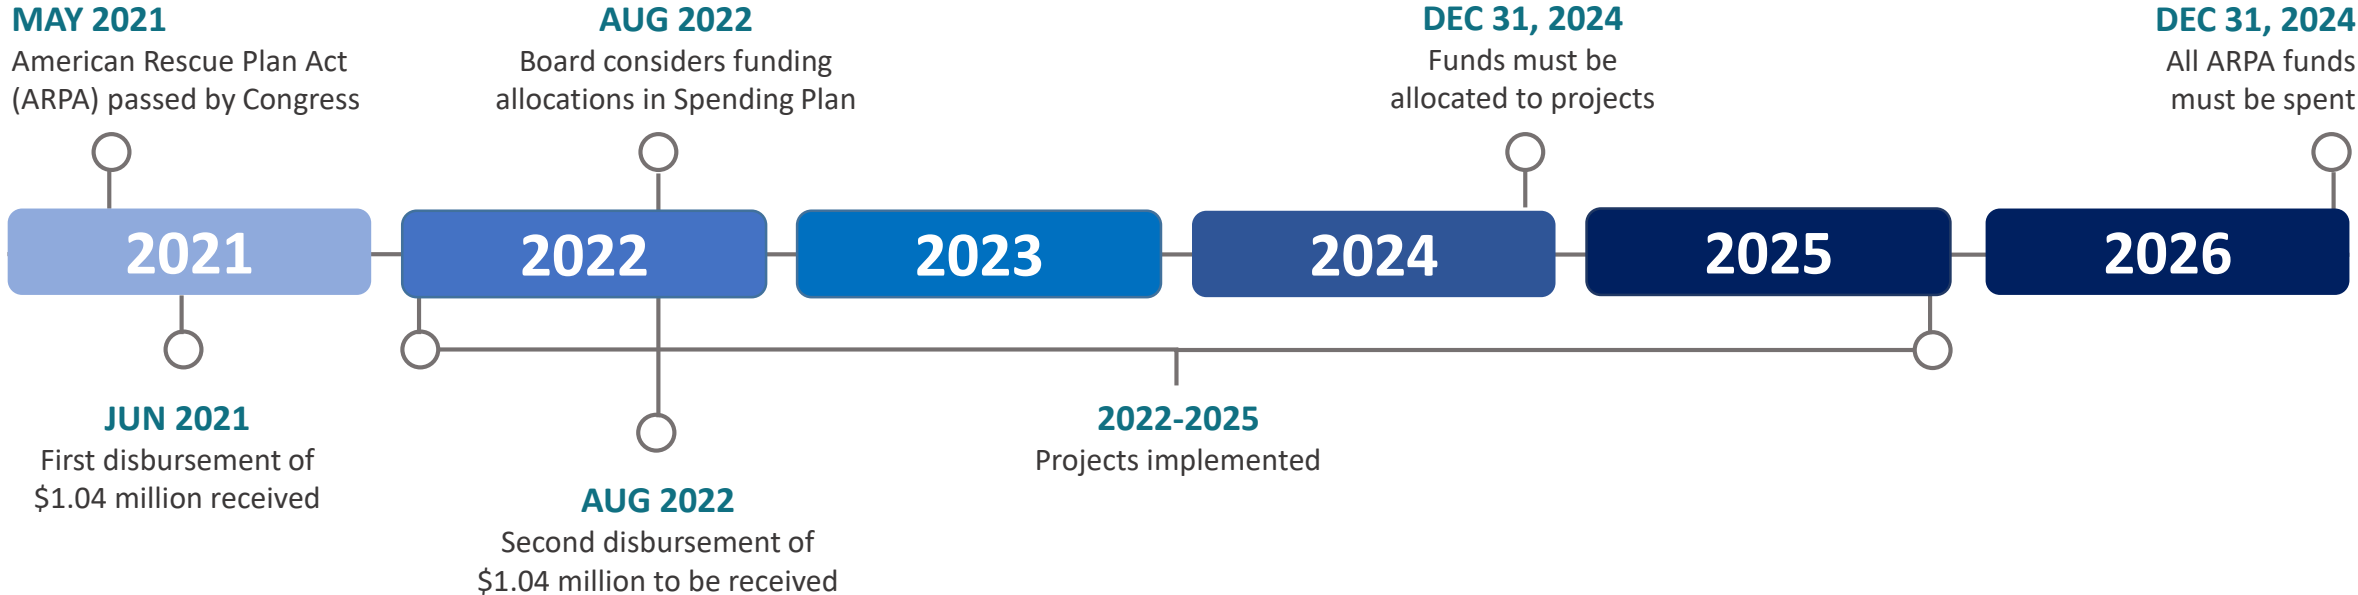 MAY 2021
American Rescue Plan Act
(ARPA) passed by Congress
AUG 2022
Board considers funding
allocations in Spending Plan
DEC 31, 2024
Funds must be
allocated to projects
DEC 31, 2024
All ARPA funds
must be spent
2021
2022
2023
2024
2025
2026
JUN 2021
First disbursement of
$1.04 million received
AUG 2022
Second disbursement of
$1.04 million to be received
2022-2025
Projects implemented